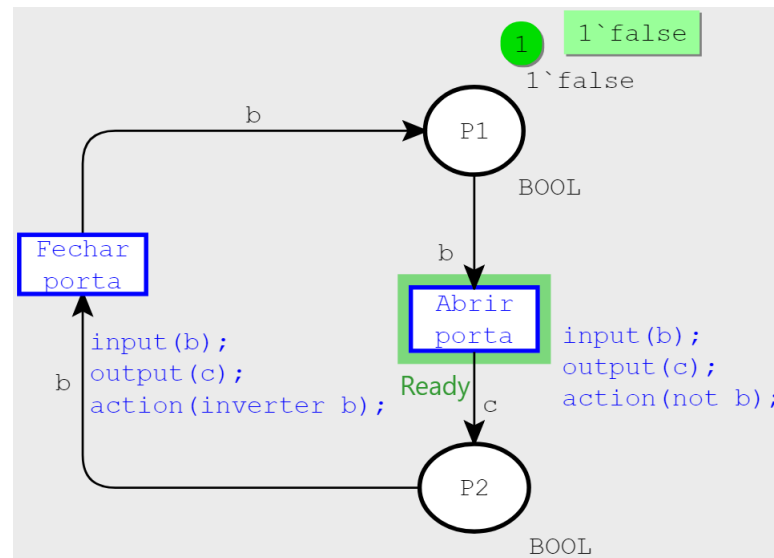 1
1`false
1`false
b
P1
BOOL
Fechar
porta
b
Abrir
porta
input(b);
output(c);
action(inverter b);
b
input(b);
output(c);
action(not b);
Ready
c
P2
BOOL